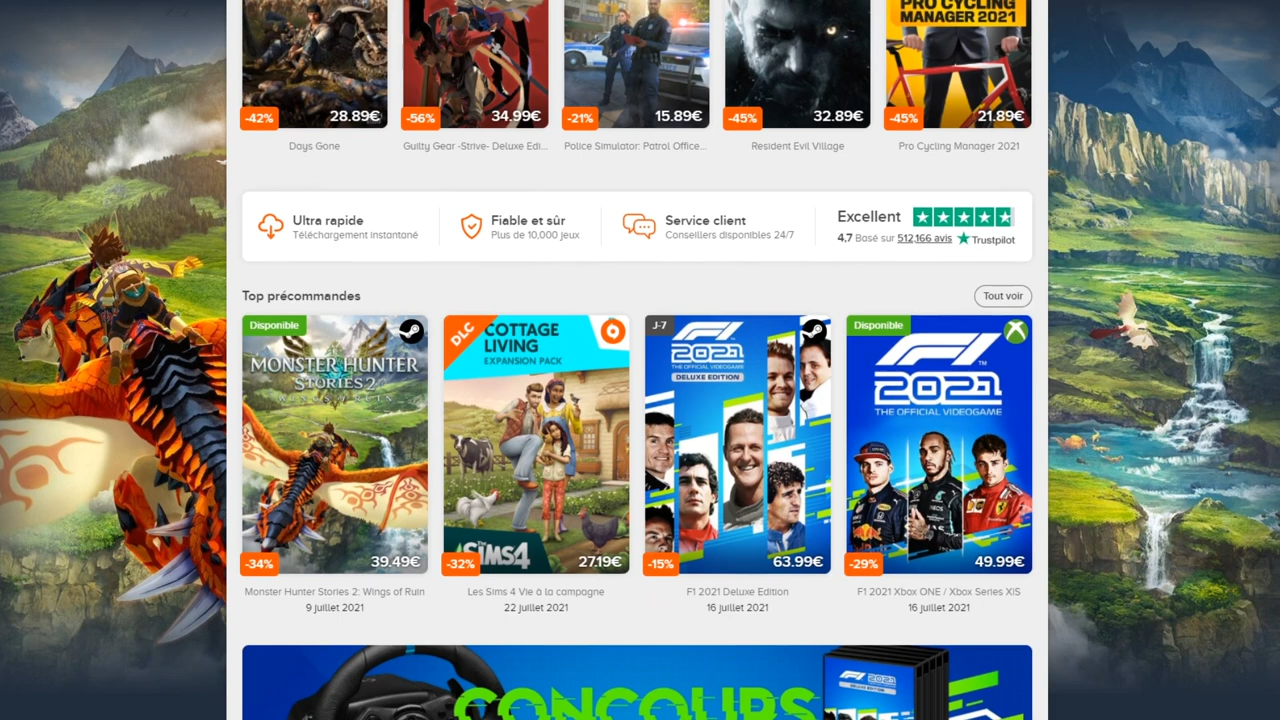 PRO CYCLING
MANAGER 2021
-42%
28.89€
-56%
34.99€
-21%
15.89€
-45%
32.89€
-45%
21.89€
Days Gone
Guilty Gear -Strive- Deluxe Edi...
Police Simulator: Patrol Office...
Resident Evil Village
Pro Cycling Manager 2021
Ultra rapide
Téléchargement instantané
Fiable et sûr
Plus de 10,000 jeux
Service client
Conseillers disponibles 24/7
Excellent
4,7 Basé sur 512,166 avis Trustpilot
Top précommandes
Tout voir
Disponible
MONSTER HUNTER
STORIES 2
WINGS OF RUIN
-34%
39.49€
DLC
COTTAGE
LIVING
EXPANSION PACK
THE SIMS 4
-32%
27.19€
J-7
F1
2021
THE OFFICIAL VIDEOGAME
DELUXE EDITION
-15%
63.99€
Disponible
F1™
2021
THE OFFICIAL VIDEOGAME
-29%
49.99€
Monster Hunter Stories 2: Wings of Ruin
9 juillet 2021
Les Sims 4 Vie à la campagne
22 juillet 2021
F1 2021 Deluxe Edition
16 juillet 2021
F1 2021 Xbox ONE / Xbox Series X|S
16 juillet 2021
CONCOURS
F1 2021
DELUXE EDITION